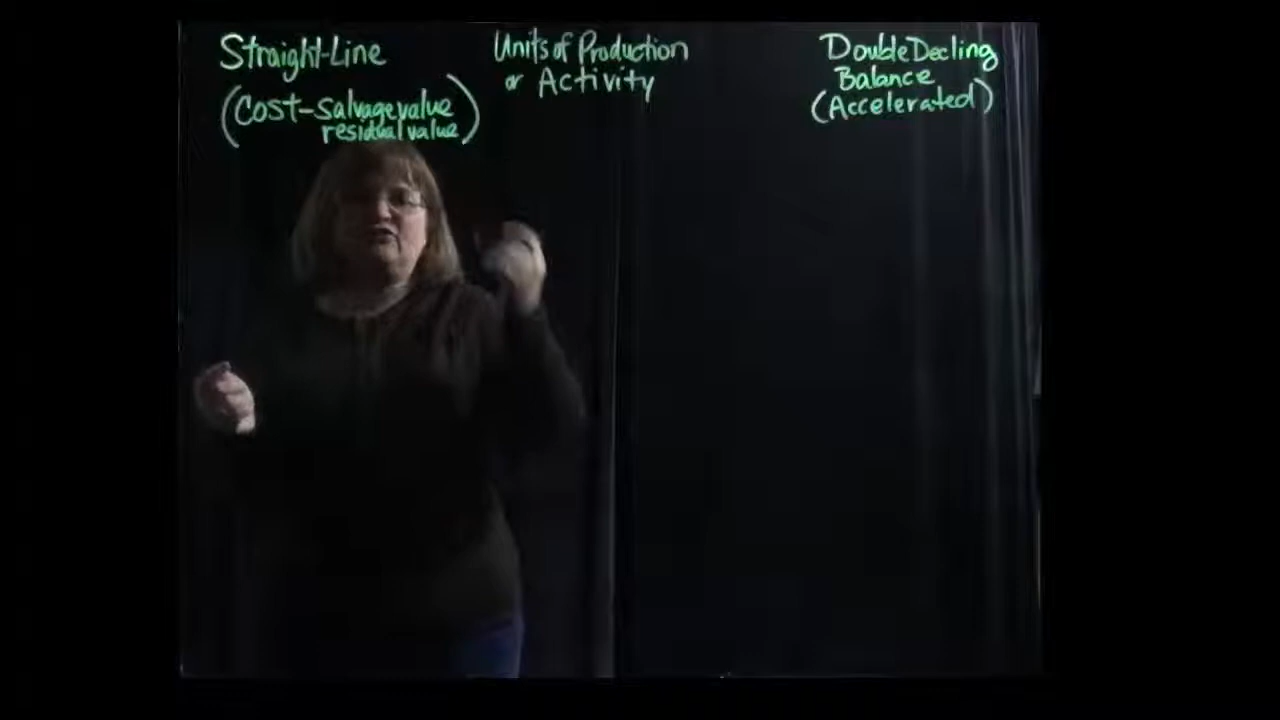 Straight-Line
(Cost-salvage value
residual value)
Units of Production
or Activity
Double Decling
Balance
(Accelerated)